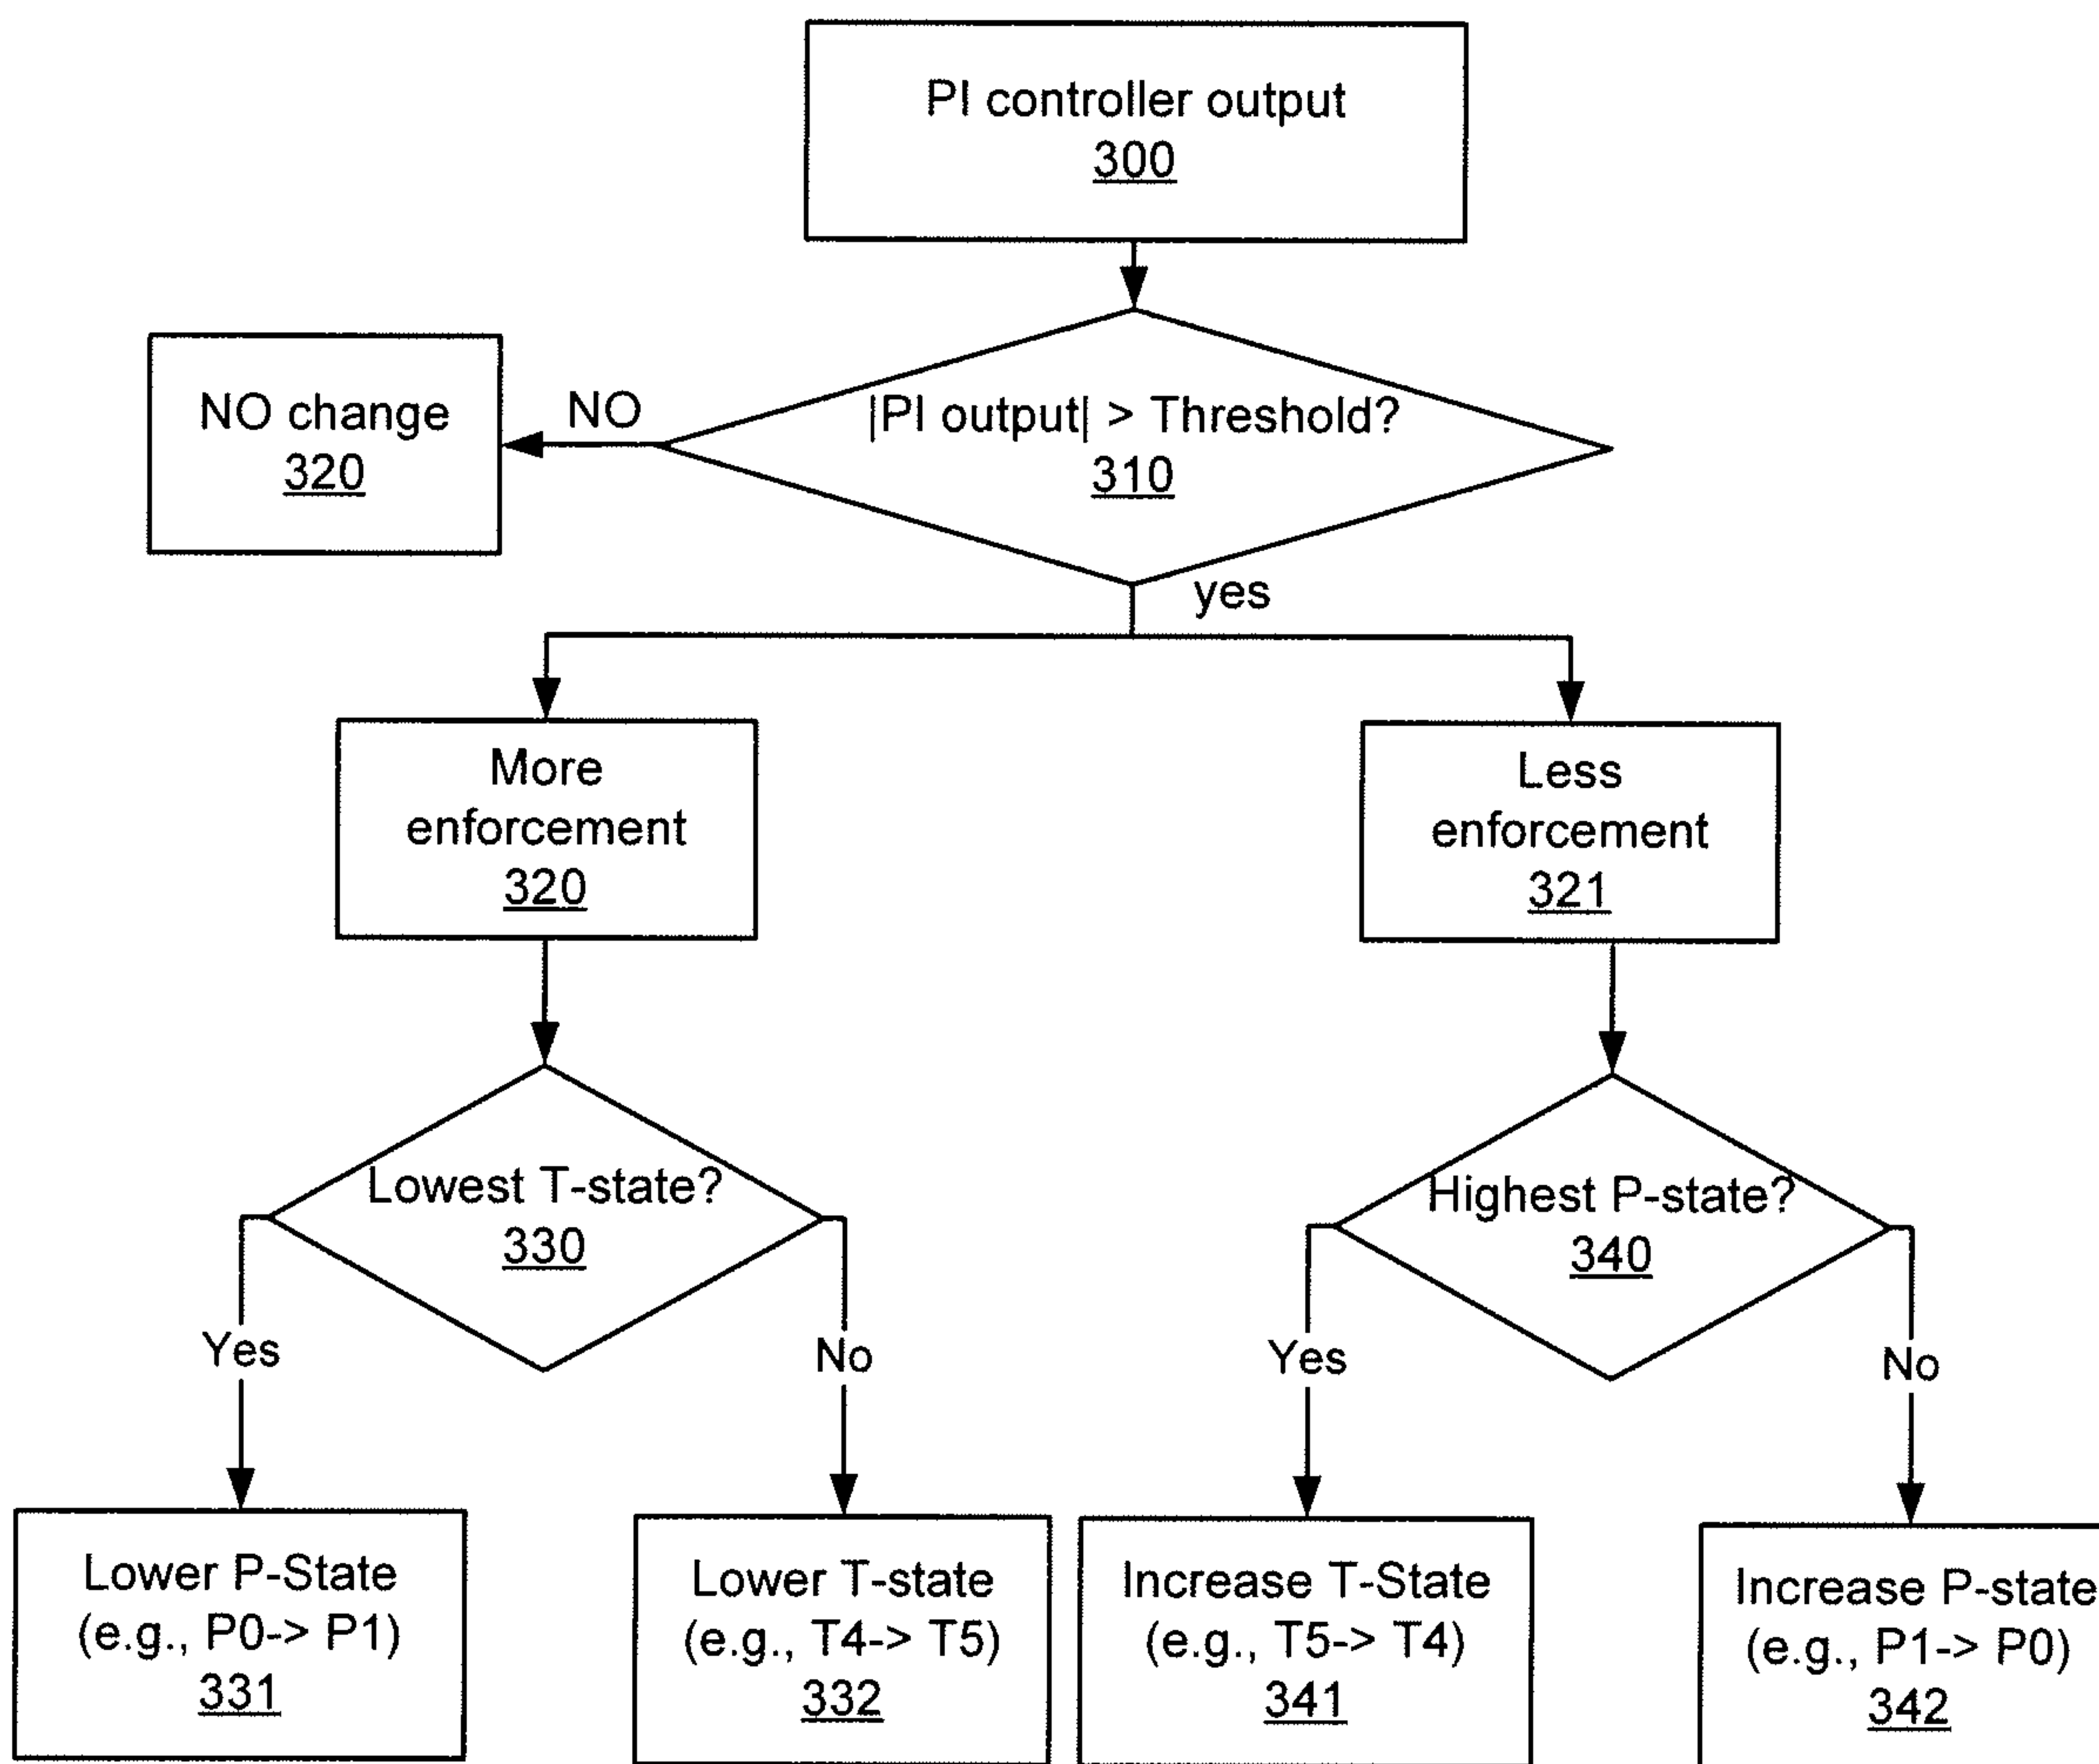 PI controller output
300
|PI output| > Threshold?
310
NO
NO change
320
yes
More
enforcement
320
Less
enforcement
321
Lowest T-state?
330
Highest P-state?
340
Yes
No
Yes
No
Lower P-State
(e.g., P0-> P1)
331
Lower T-state
(e.g., T4-> T5)
332
Increase T-State
(e.g., T5-> T4)
341
Increase P-state
(e.g., P1-> P0)
342